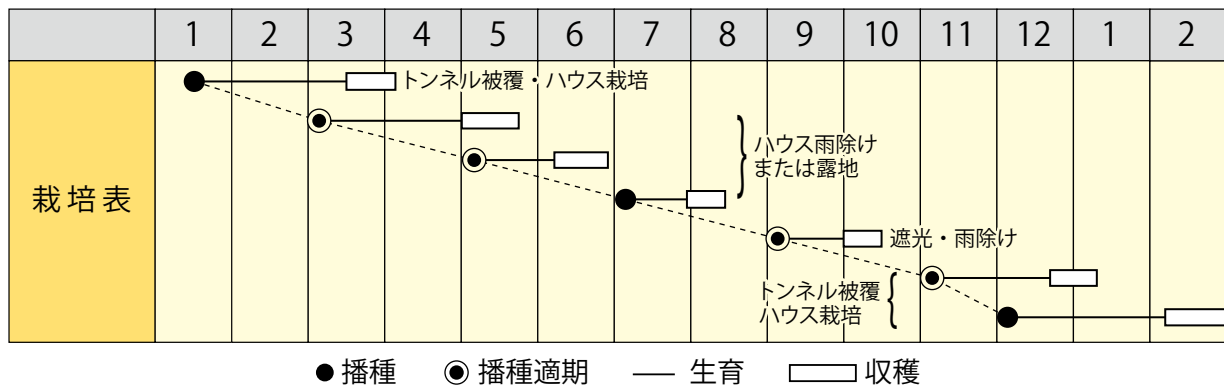 1 2 3 4 5 6 7 8 9 10 11 12 1 2
栽培表
トンネル被覆・ハウス栽培
ハウス雨除け
または露地
遮光・雨除け
トンネル被覆
ハウス栽培
播種 播種適期 生育 収穫